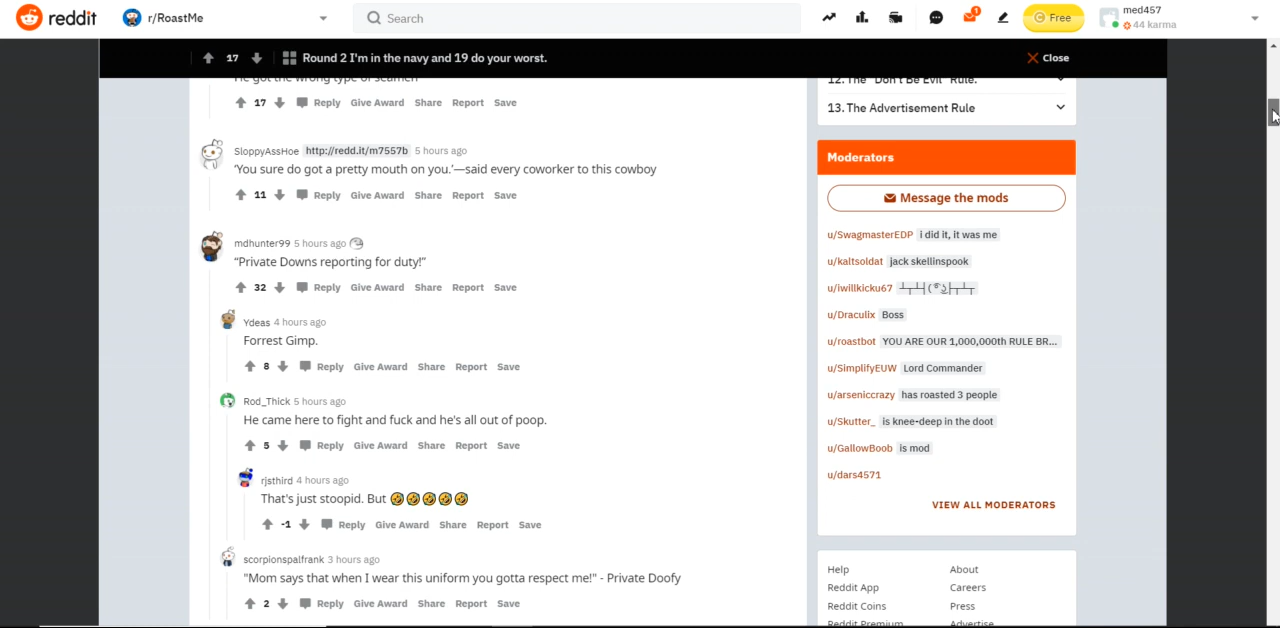 reddit
r/RoastMe
Search
1
Free
med457
44 karma
17
Round 2 I'm in the navy and 19 do your worst.
Close
He got the wrong type of seamen
17 Reply Give Award Share Report Save
SloppyAssHoe http://redd.it/m7557b 5 hours ago
‘You sure do got a pretty mouth on you.’—said every coworker to this cowboy
11 Reply Give Award Share Report Save
mdhunter99 5 hours ago
“Private Downs reporting for duty!”
32 Reply Give Award Share Report Save
Ydeas 4 hours ago
Forrest Gimp.
8 Reply Give Award Share Report Save
Rod_Thick 5 hours ago
He came here to fight and fuck and he's all out of poop.
5 Reply Give Award Share Report Save
rjsthird 4 hours ago
That's just stoopid. But 🤣🤣🤣🤣🤣
-1 Reply Give Award Share Report Save
scorpionspalfrank 3 hours ago
"Mom says that when I wear this uniform you gotta respect me!" - Private Doofy
2 Reply Give Award Share Report Save
12. The "Don't Be Evil" Rule.
13. The Advertisement Rule
Moderators
Message the mods
u/SwagmasterEDP i did it, it was me
u/kaltsoldat jack skellinspook
u/iwillkicku67
u/Draculix Boss
u/roastbot YOU ARE OUR 1,000,000th RULE BR...
u/SimplifyEUW Lord Commander
u/arseniccrazy has roasted 3 people
u/Skutter_ is knee-deep in the doot
u/GallowBoob is mod
u/dars4571
VIEW ALL MODERATORS
Help About
Reddit App Careers
Reddit Coins Press
Reddit Premium Advertise